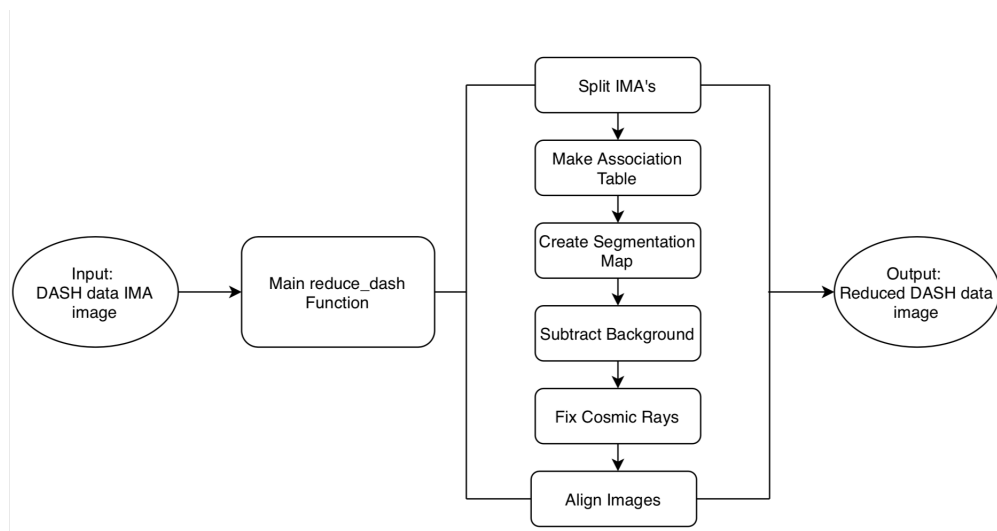 Input:
DASH data IMA
image
Main reduce_dash
Function
Split IMA's
Make Association
Table
Create Segmentation
Map
Subtract Background
Fix Cosmic Rays
Align Images
Output:
Reduced DASH data
image